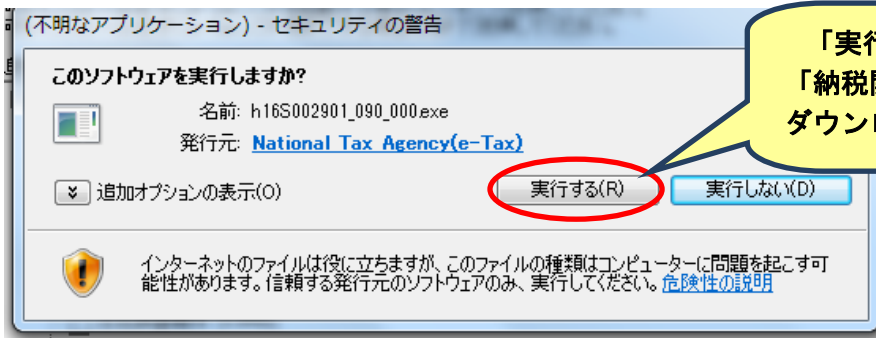 (不明なアプリケーション) - セキュリティの警告
このソフトウェアを実行しますか?
名前: h16S002901_090_000.exe
発行元: National Tax Agency(e-Tax)
追加オプションの表示(O)
実行する(R)
実行しない(D)
インターネットのファイルは役に立ちますが、このファイルの種類はコンピューターに問題を起こす可
能性があります。信頼する発行元のソフトウェアのみ、実行してください。危険性の説明
「実行
「納税
ダウン